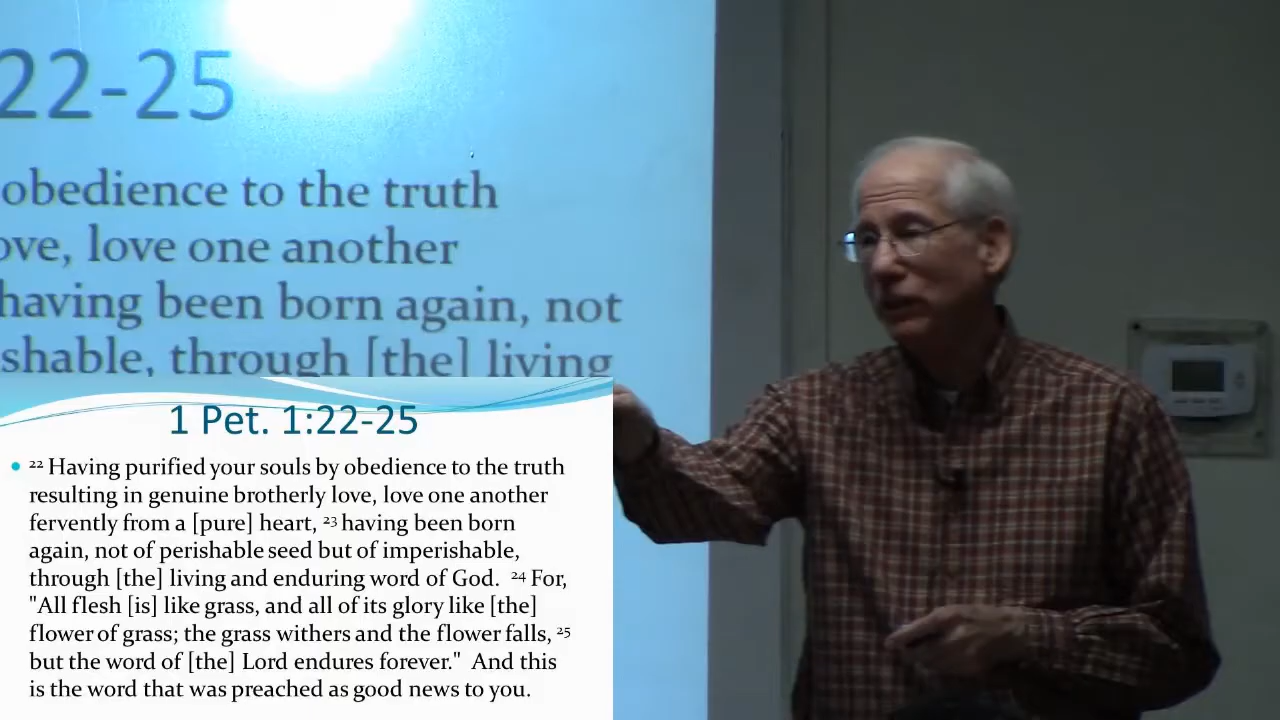 22-25
obedience to the truth
ove, love one another
having been born again, not
shable, through [the] living
1 Pet. 1:22-25
• ²² Having purified your souls by obedience to the truth
resulting in genuine brotherly love, love one another
fervently from a [pure] heart, ²³ having been born
again, not of perishable seed but of imperishable,
through [the] living and enduring word of God. ²⁴ For,
"All flesh [is] like grass, and all of its glory like [the]
flower of grass; the grass withers and the flower falls, ²⁵
but the word of [the] Lord endures forever." And this
is the word that was preached as good news to you.